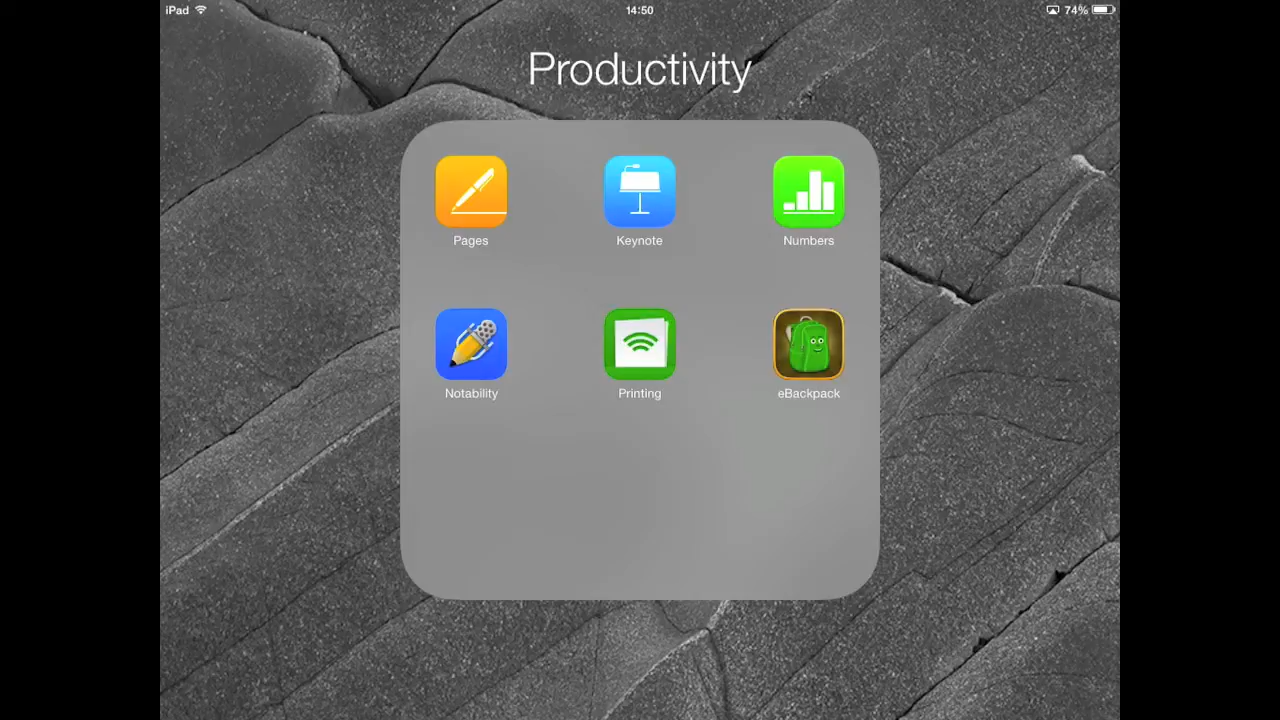 iPad 14:50 74%
Productivity
Pages Keynote Numbers
Notability Printing eBackpack